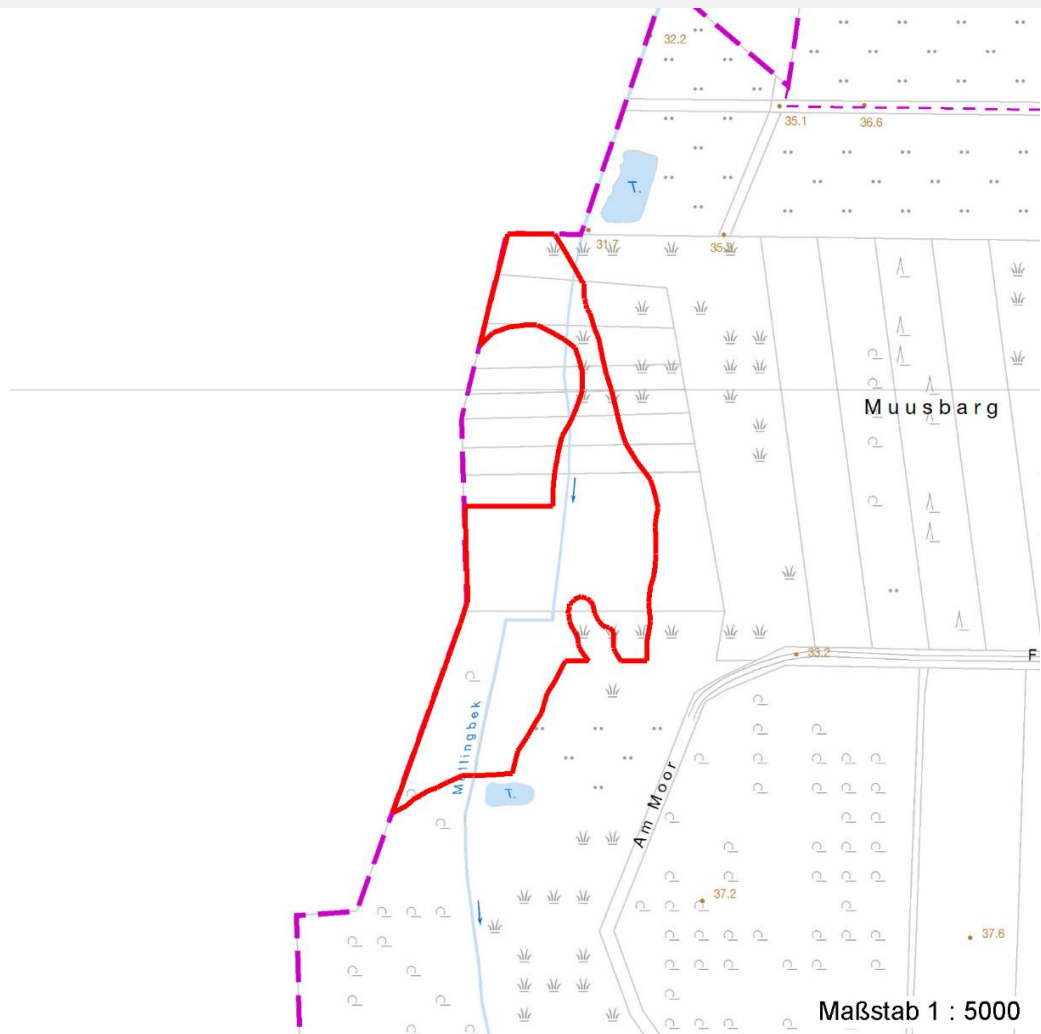 32.2
35.1
36.6
T.
31.7
Muusbarg
33.2
F
Mellingbek
Am Moor
T.
37.2
37.6
Maßstab 1 : 5000